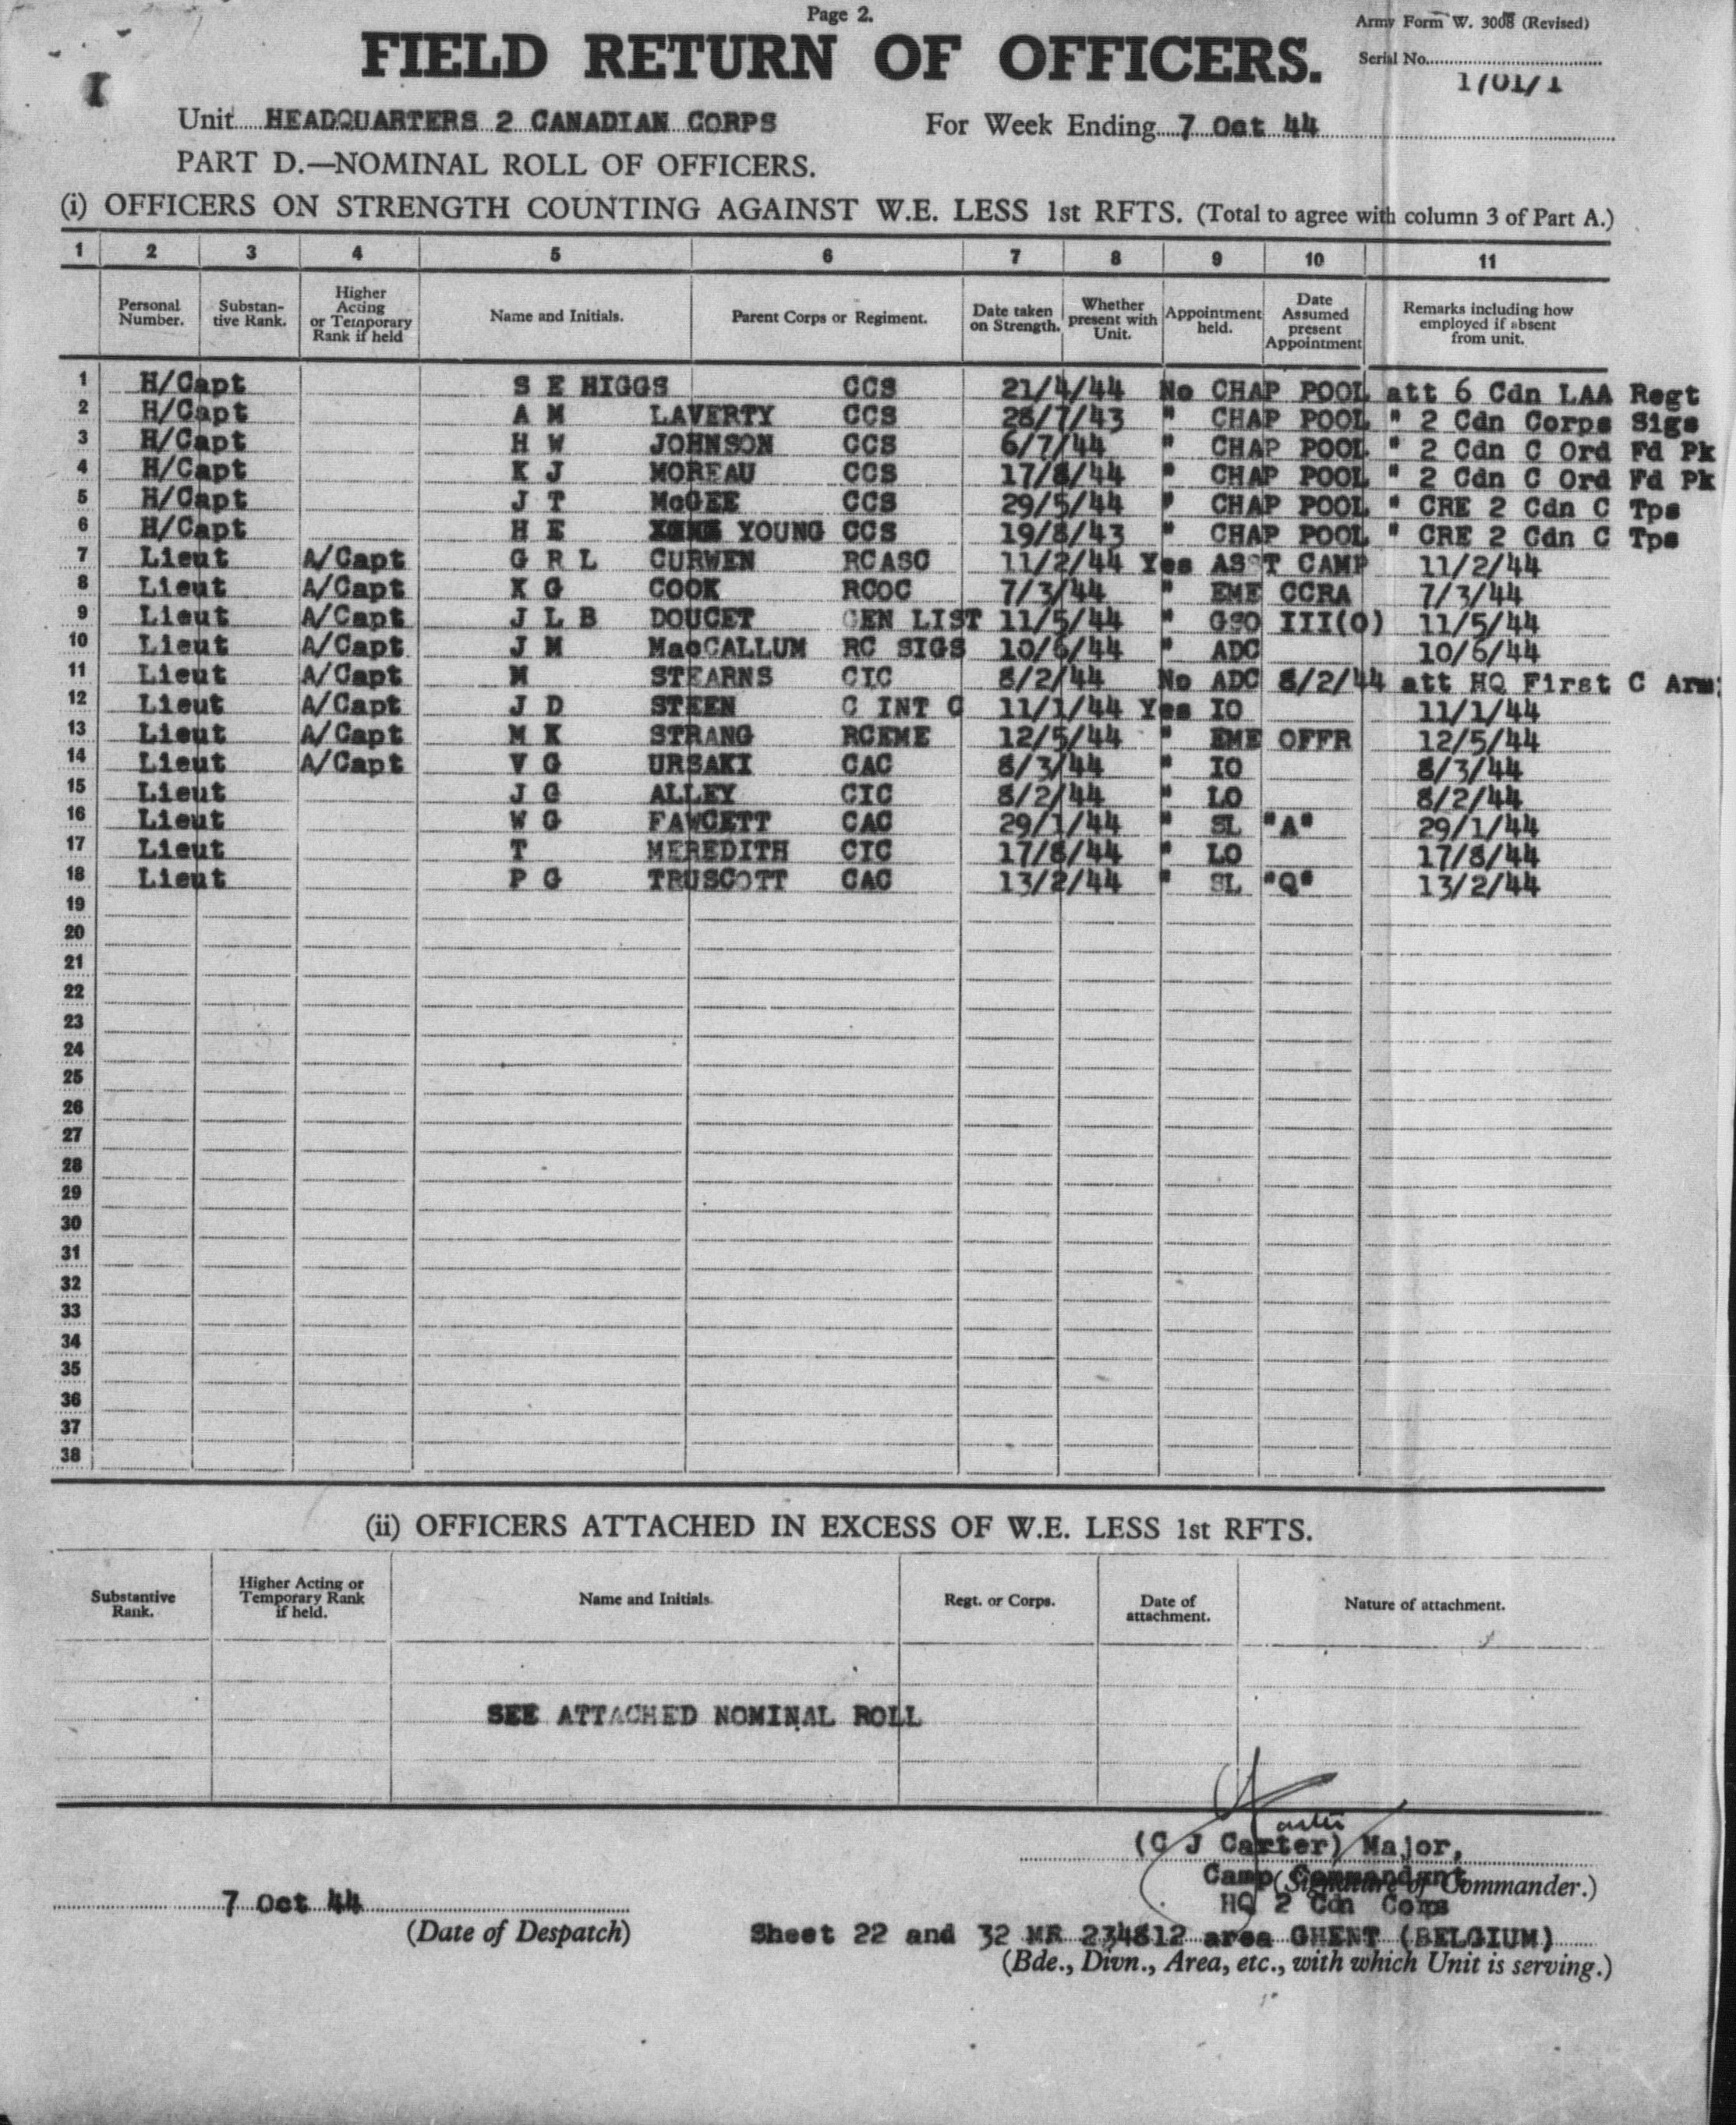 Page 2.
Army Form W. 3008 (Revised)
FIELD RETURN OF OFFICERS.
Serial No.
1701/1
Unit HEADQUARTERS 2 CANADIAN CORPS For Week Ending 7 Oct 44
PART D.—NOMINAL ROLL OF OFFICERS.
(i) OFFICERS ON STRENGTH COUNTING AGAINST W.E. LESS 1st RFTS. (Total to agree with column 3 of Part A.)
1 2 3 4 5 6 7 8 9 10 11
Personal Number. Substan-tive Rank. Higher Acting or Temporary Rank if held Name and Initials. Parent Corps or Regiment. Date taken on Strength. Whether present with Unit. Appointment held. Date Assumed present Appointment Remarks including how employed if absent from unit.
1 H/Capt S E HIGGS CCS 21/4/44 No CHAP POOL att 6 Cdn LAA Regt
2 H/Capt A M LAVERTY CCS 28/7/43 " CHAP POOL " 2 Cdn Corps Sigs
3 H/Capt H W JOHNSON CCS 6/7/44 " CHAP POOL " 2 Cdn C Ord Fd Pk
4 H/Capt K J MOREAU CCS 17/8/44 " CHAP POOL " 2 Cdn C Ord Fd Pk
5 H/Capt J T McGEE CCS 29/5/44 " CHAP POOL " CRE 2 Cdn C Tps
6 H/Capt H E YOUNG CCS 19/8/43 " CHAP POOL " CRE 2 Cdn C Tps
7 Lieut A/Capt G R L CURWEN RCASC 11/2/44 Yes ASST CAMP 11/2/44
8 Lieut A/Capt K G COOK RCOC 7/3/44 " EME CCRA 7/3/44
9 Lieut A/Capt J L B DOUCET GEN LIST 11/5/44 " GSO III(O) 11/5/44
10 Lieut A/Capt J M MacCALLUM RC SIGS 10/6/44 " ADC 10/6/44
11 Lieut A/Capt M STEARNS CIC 8/2/44 No ADC 8/2/44 att HQ First C Army
12 Lieut A/Capt J D STEEN C INT C 11/1/44 Yes IO 11/1/44
13 Lieut A/Capt M K STRANG RCEME 12/5/44 " EME OFFR 12/5/44
14 Lieut A/Capt V G URSAKI CAC 8/3/44 " IO 8/3/44
15 Lieut J G ALLEY CIC 8/2/44 " LO 8/2/44
16 Lieut W G FAWCETT CAC 29/1/44 " SL "A" 29/1/44
17 Lieut T MEREDITH CIC 17/8/44 " LO 17/8/44
18 Lieut P G TRUSCOTT CAC 13/2/44 " SL "Q" 13/2/44
19
20
21
22
23
24
25
26
27
28
29
30
31
32
33
34
35
36
37
38
(ii) OFFICERS ATTACHED IN EXCESS OF W.E. LESS 1st RFTS.
Substantive Rank. Higher Acting or Temporary Rank if held. Name and Initials. Regt. or Corps. Date of attachment. Nature of attachment.
SEE ATTACHED NOMINAL ROLL
(C J Carter) Major,
Camp Commandant
(Signature of Commander.)
HQ 2 Cdn Corps
7 Oct 44
(Date of Despatch)
Sheet 22 and 32 MR 234812 area GHENT (BELGIUM)
(Bde., Divn., Area, etc., with which Unit is serving.)